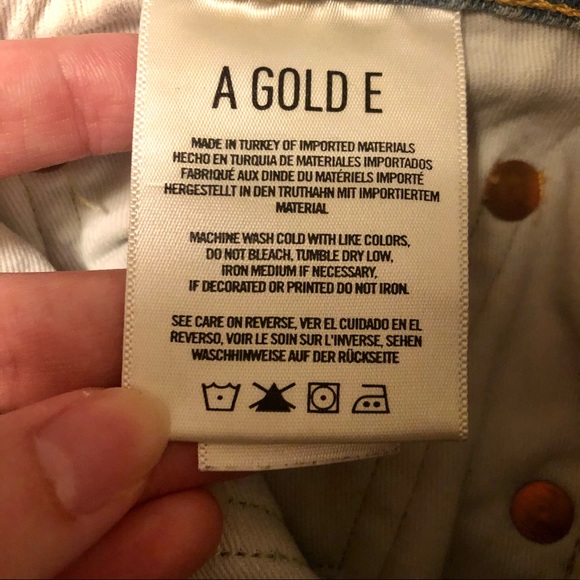 A GOLD E
MADE IN TURKEY OF IMPORTED MATERIALS
HECHO EN TURQUIA DE MATERIALES IMPORTADOS
FABRIQUÉ AUX DINDE DU MATÉRIELS IMPORTÉ
HERGESTELLT IN DEN TRUTHAHN MIT IMPORTIERTEM
MATERIAL
MACHINE WASH COLD WITH LIKE COLORS,
DO NOT BLEACH, TUMBLE DRY LOW,
IRON MEDIUM IF NECESSARY,
IF DECORATED OR PRINTED DO NOT IRON.
SEE CARE ON REVERSE, VER EL CUIDADO EN EL
REVERSO, VOIR LE SOIN SUR L'INVERSE, SEHEN
WASCHHINWEISE AUF DER RÜCKSEITE